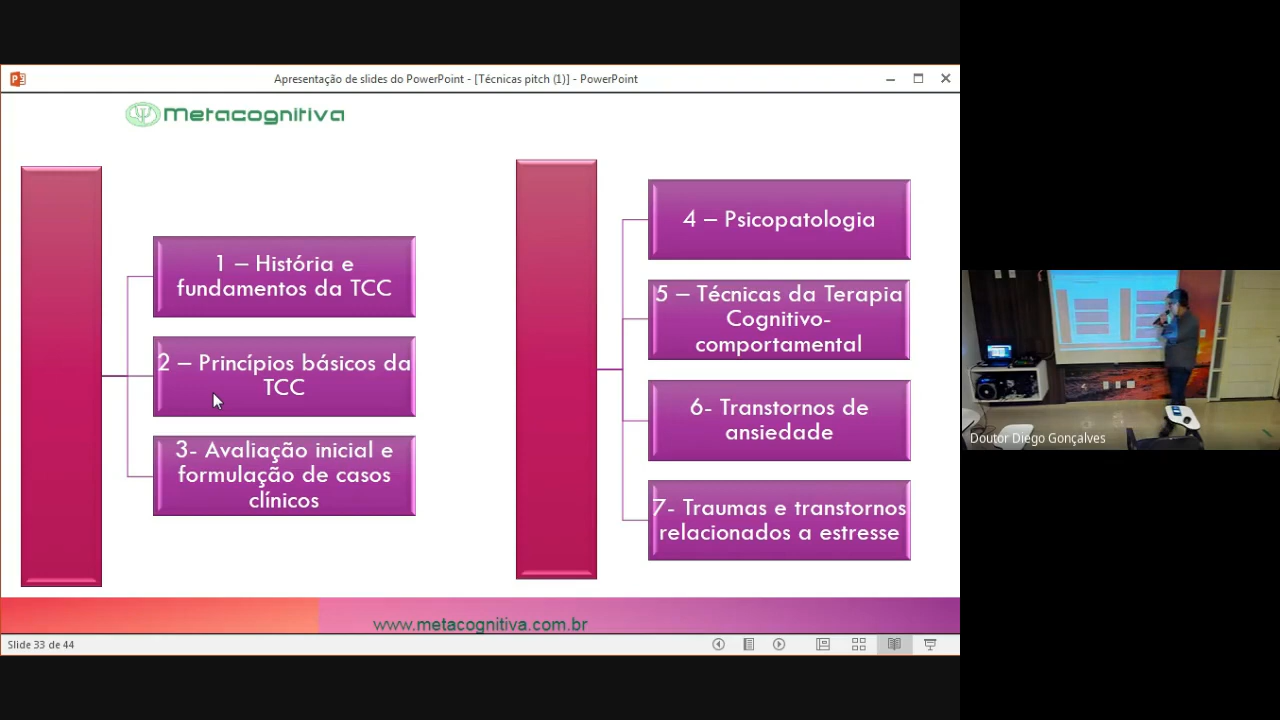 Apresentação de slides do PowerPoint - [Técnicas pitch (1)] - PowerPoint
Metacognitiva
1 – História e
fundamentos da TCC
2 – Princípios básicos da
TCC
3- Avaliação inicial e
formulação de casos
clínicos
4 – Psicopatologia
5 – Técnicas da Terapia
Cognitivo-
comportamental
6- Transtornos de
ansiedade
7- Traumas e transtornos
relacionados a estresse
www.metacognitiva.com.br
Slide 33 de 44
Doutor Diego Gonçalves